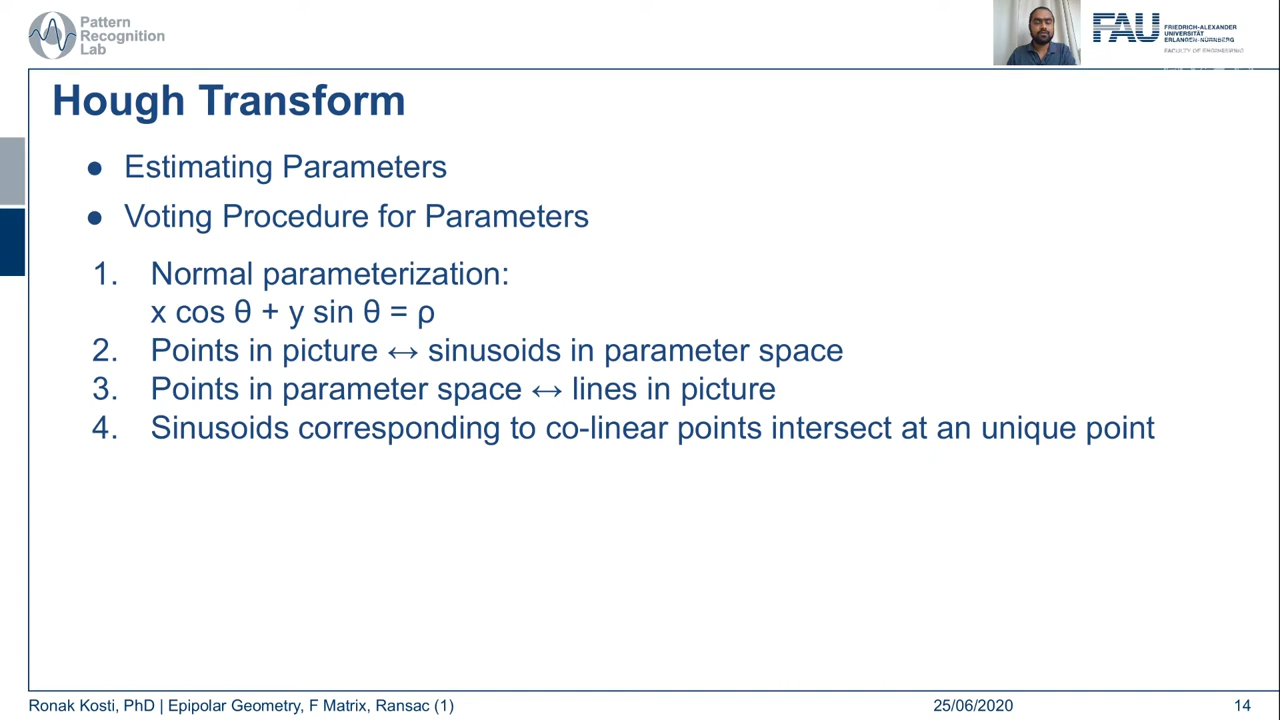 Pattern
Recognition
Lab
FAU
FRIEDRICH-ALEXANDER
UNIVERSITÄT
ERLANGEN-NÜRNBERG
FACULTY OF ENGINEERING
Hough Transform
● Estimating Parameters
● Voting Procedure for Parameters
1. Normal parameterization:
x cos θ + y sin θ = ρ
2. Points in picture ↔ sinusoids in parameter space
3. Points in parameter space ↔ lines in picture
4. Sinusoids corresponding to co-linear points intersect at an unique point
Ronak Kosti, PhD | Epipolar Geometry, F Matrix, Ransac (1)
25/06/2020
14